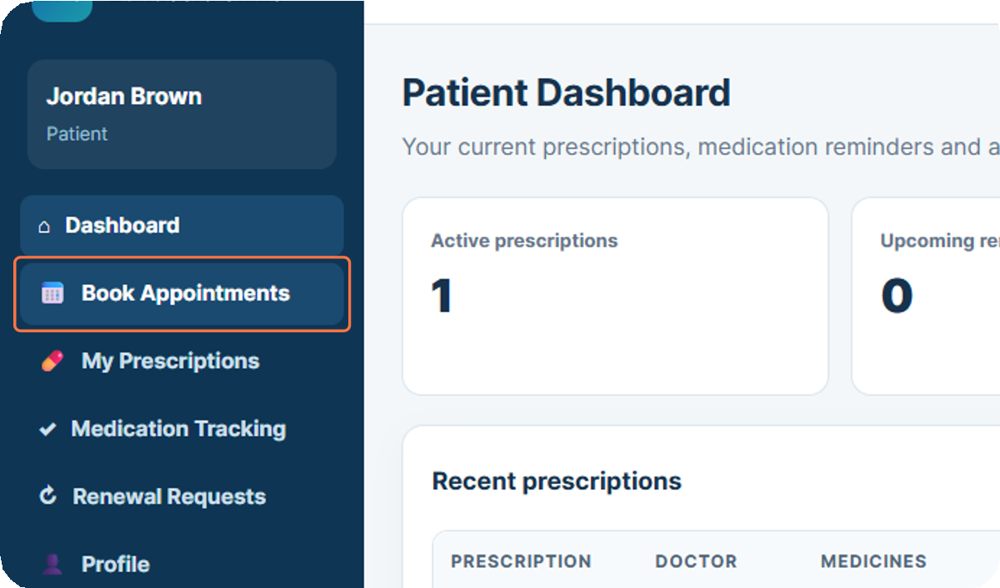 Jordan Brown
Patient
Dashboard
Book Appointments
My Prescriptions
Medication Tracking
Renewal Requests
Profile
Patient Dashboard
Your current prescriptions, medication reminders and a
Active prescriptions
1
Upcoming re
0
Recent prescriptions
PRESCRIPTION DOCTOR MEDICINES